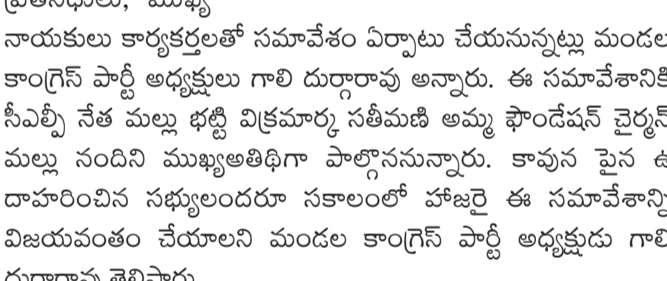 ప్రతినిధులు, ముఖ్య
నాయకులు కార్యకర్తలతో సమావేశం ఏర్పాటు చేయనున్నట్లు మండల
కాంగ్రెస్ పార్టీ అధ్యక్షులు గాలి దుర్గారావు అన్నారు. ఈ సమావేశానికి
సీఎల్పీ నేత మల్లు భట్టి విక్రమార్క సతీమణి అమ్మ ఫౌండేషన్ చైర్మన్
మల్లు నందిని ముఖ్యఅతిథిగా పాల్గొననున్నారు. కావున పైన ఉ
దాహరించిన సభ్యులందరూ సకాలంలో హాజరై ఈ సమావేశాన్ని
విజయవంతం చేయాలని మండల కాంగ్రెస్ పార్టీ అధ్యక్షుడు గాలి
దుర్గారావు తెలిపారు